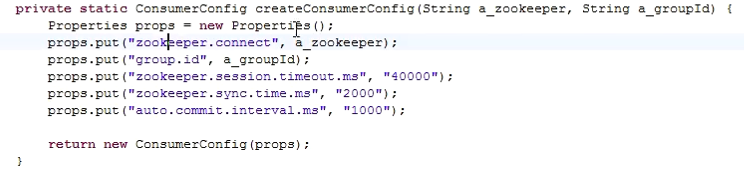 private static ConsumerConfig createConsumerConfig(String a_zookeeper, String a_groupId) {
Properties props = new Properties();
props.put("zookeeper.connect", a_zookeeper);
props.put("group.id", a_groupId);
props.put("zookeeper.session.timeout.ms", "40000");
props.put("zookeeper.sync.time.ms", "2000");
props.put("auto.commit.interval.ms", "1000");
return new ConsumerConfig(props);
}